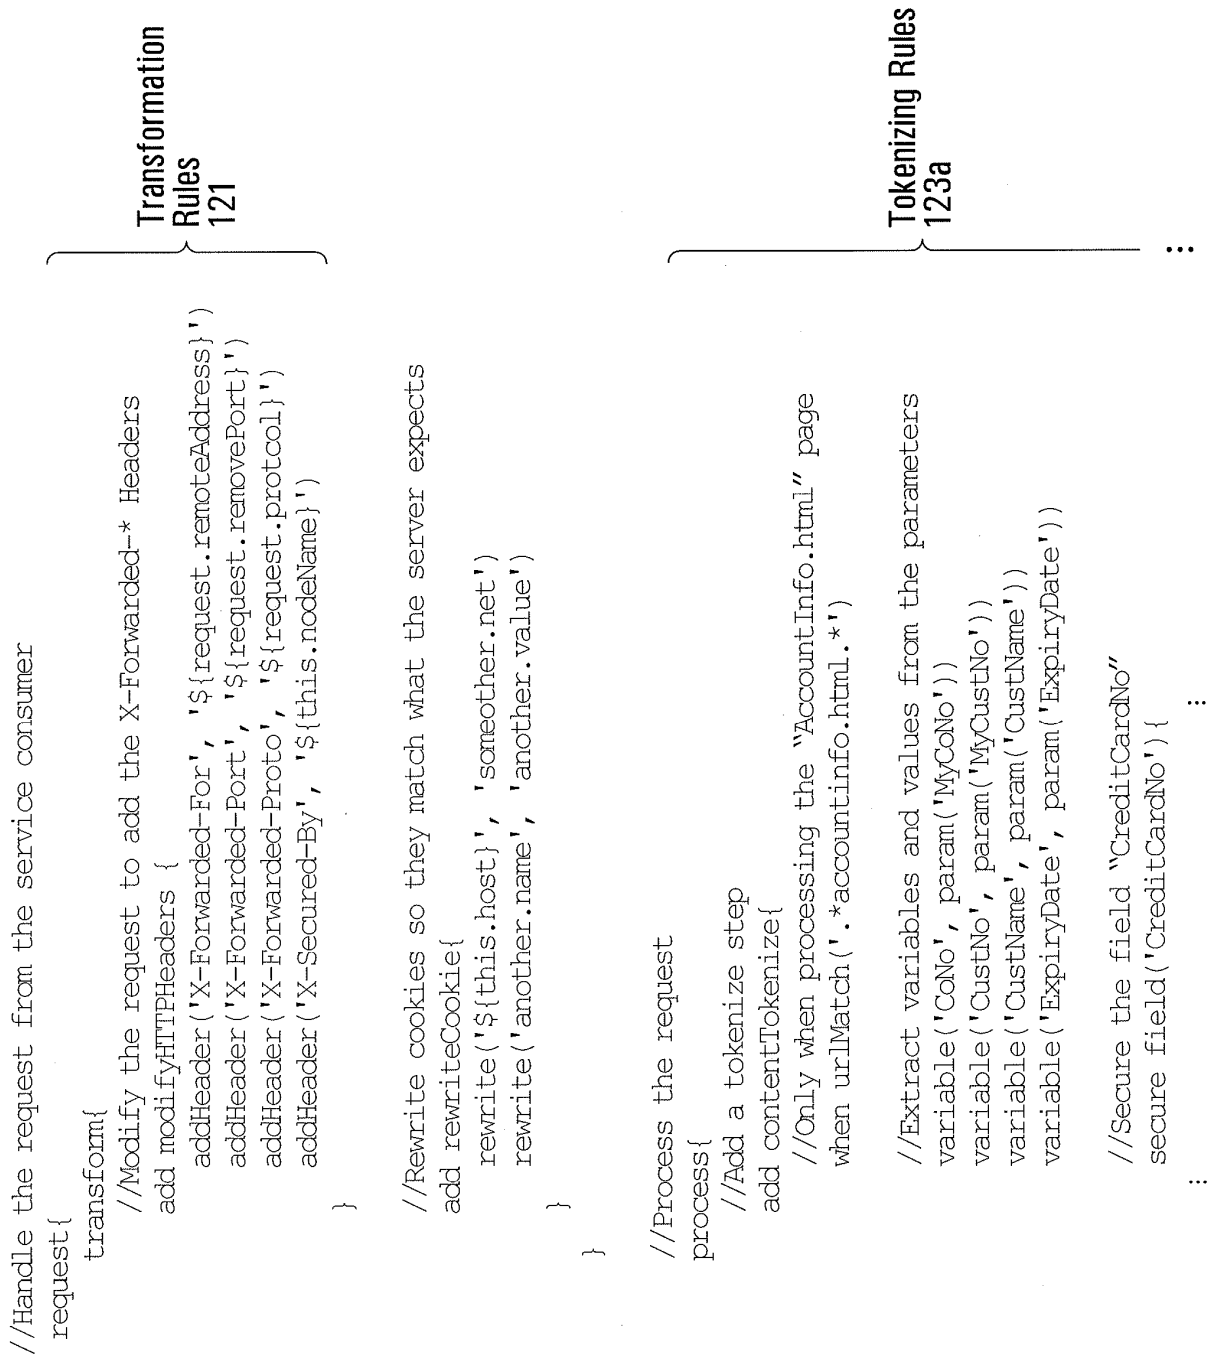 //Handle the request from the service consumer
request{
transform{
//Modify the request to add the X-Forwarded-* Headers
add modifyHTTPHeaders {
addHeader('X-Forwarded-For', '${request.remoteAddress}')
addHeader('X-Forwarded-Port', '${request.removePort}')
addHeader('X-Forwarded-Proto', '${request.protcol}')
addHeader('X-Secured-By', '${this.nodeName}')
}
Transformation
Rules
121
//Rewrite cookies so they match what the server expects
add rewriteCookie{
rewrite('${this.host}', 'someother.net')
rewrite('another.name', 'another.value')
}
}
//Process the request
process{
//Add a tokenize step
add contentTokenize{
//Only when processing the “AccountInfo.html” page
when urlMatch('.*accountinfo.html.*')
//Extract variables and values from the parameters
variable('CoNo', param('MyCoNo'))
variable('CustNo', param('MyCustNo'))
variable('CustName', param('CustName'))
variable('ExpiryDate', param('ExpiryDate'))
//Secure the field “CreditCardNo”
secure field('CreditCardNo'){
Tokenizing Rules
123a